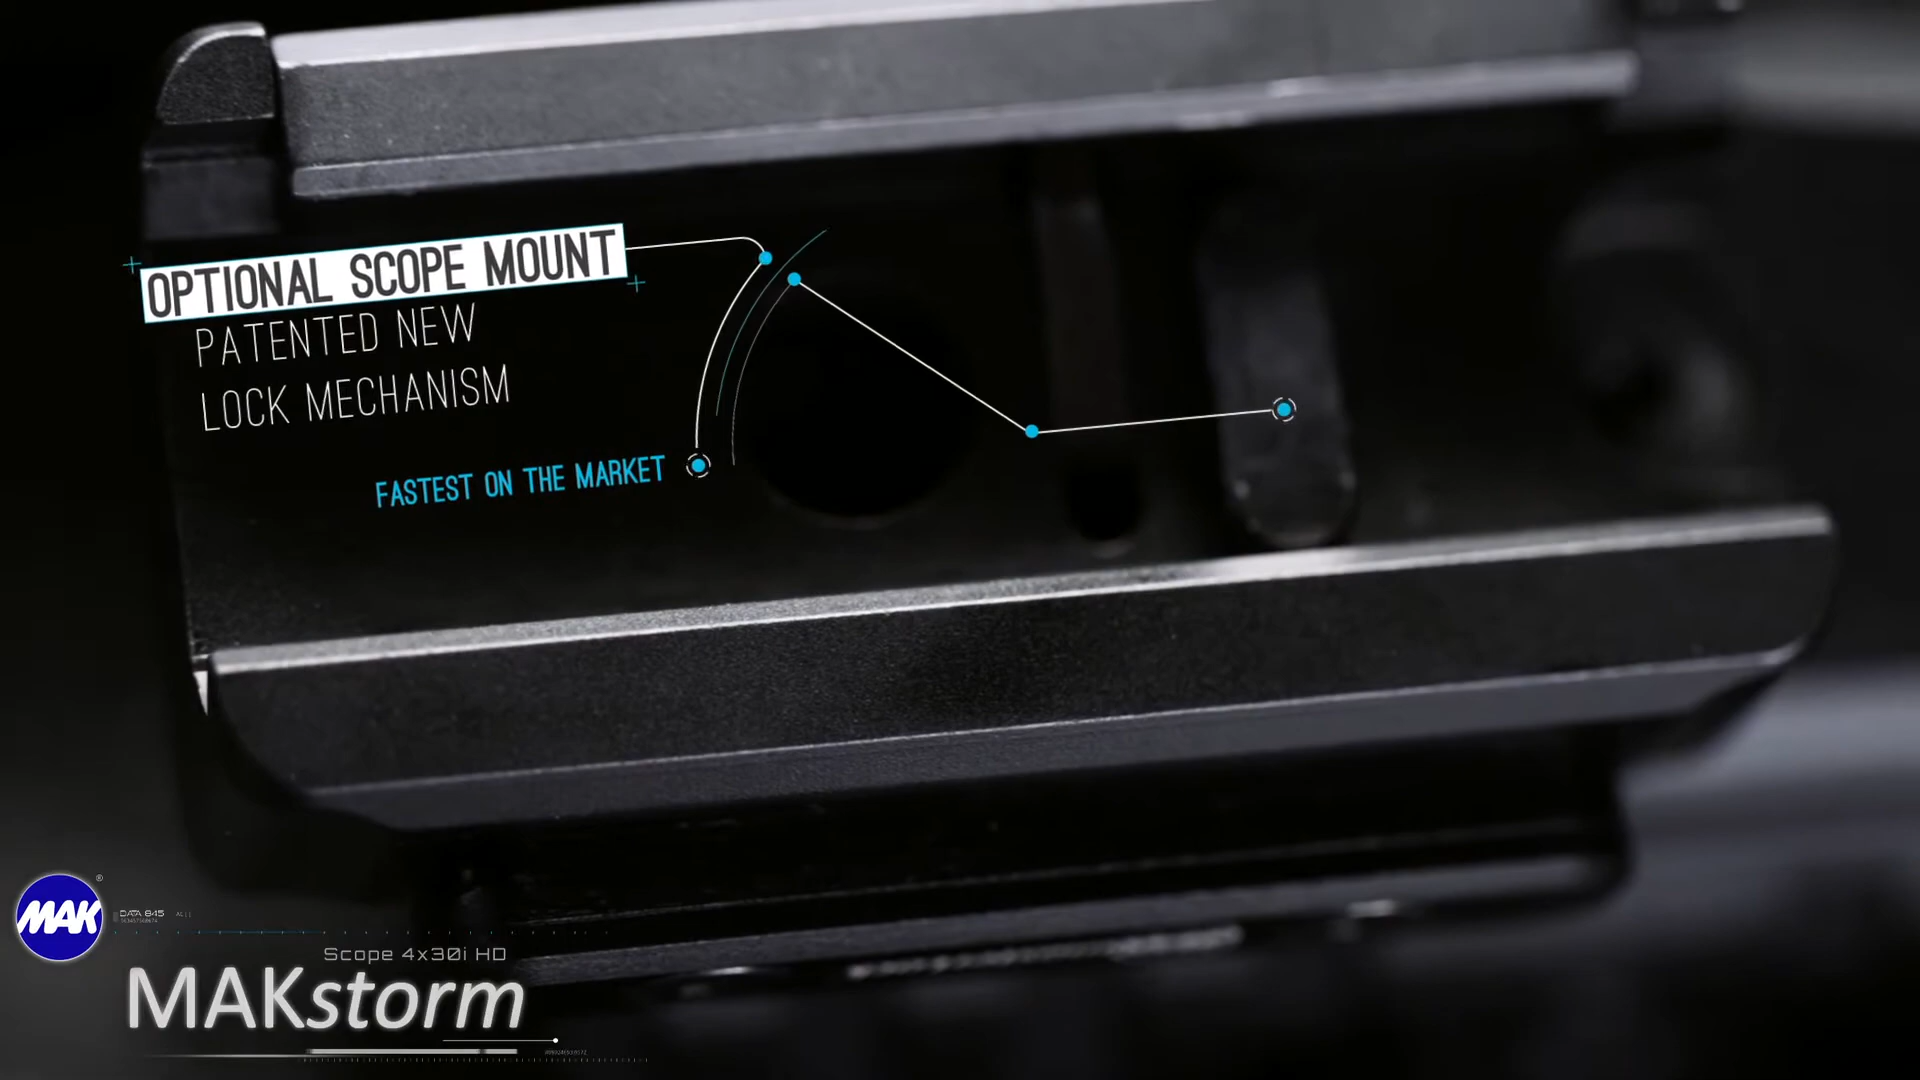 OPTIONAL SCOPE MOUNT
PATENTED NEW
LOCK MECHANISM
FASTEST ON THE MARKET
MAK ®
DATA 845
Scope 4x30i HD
MAKstorm